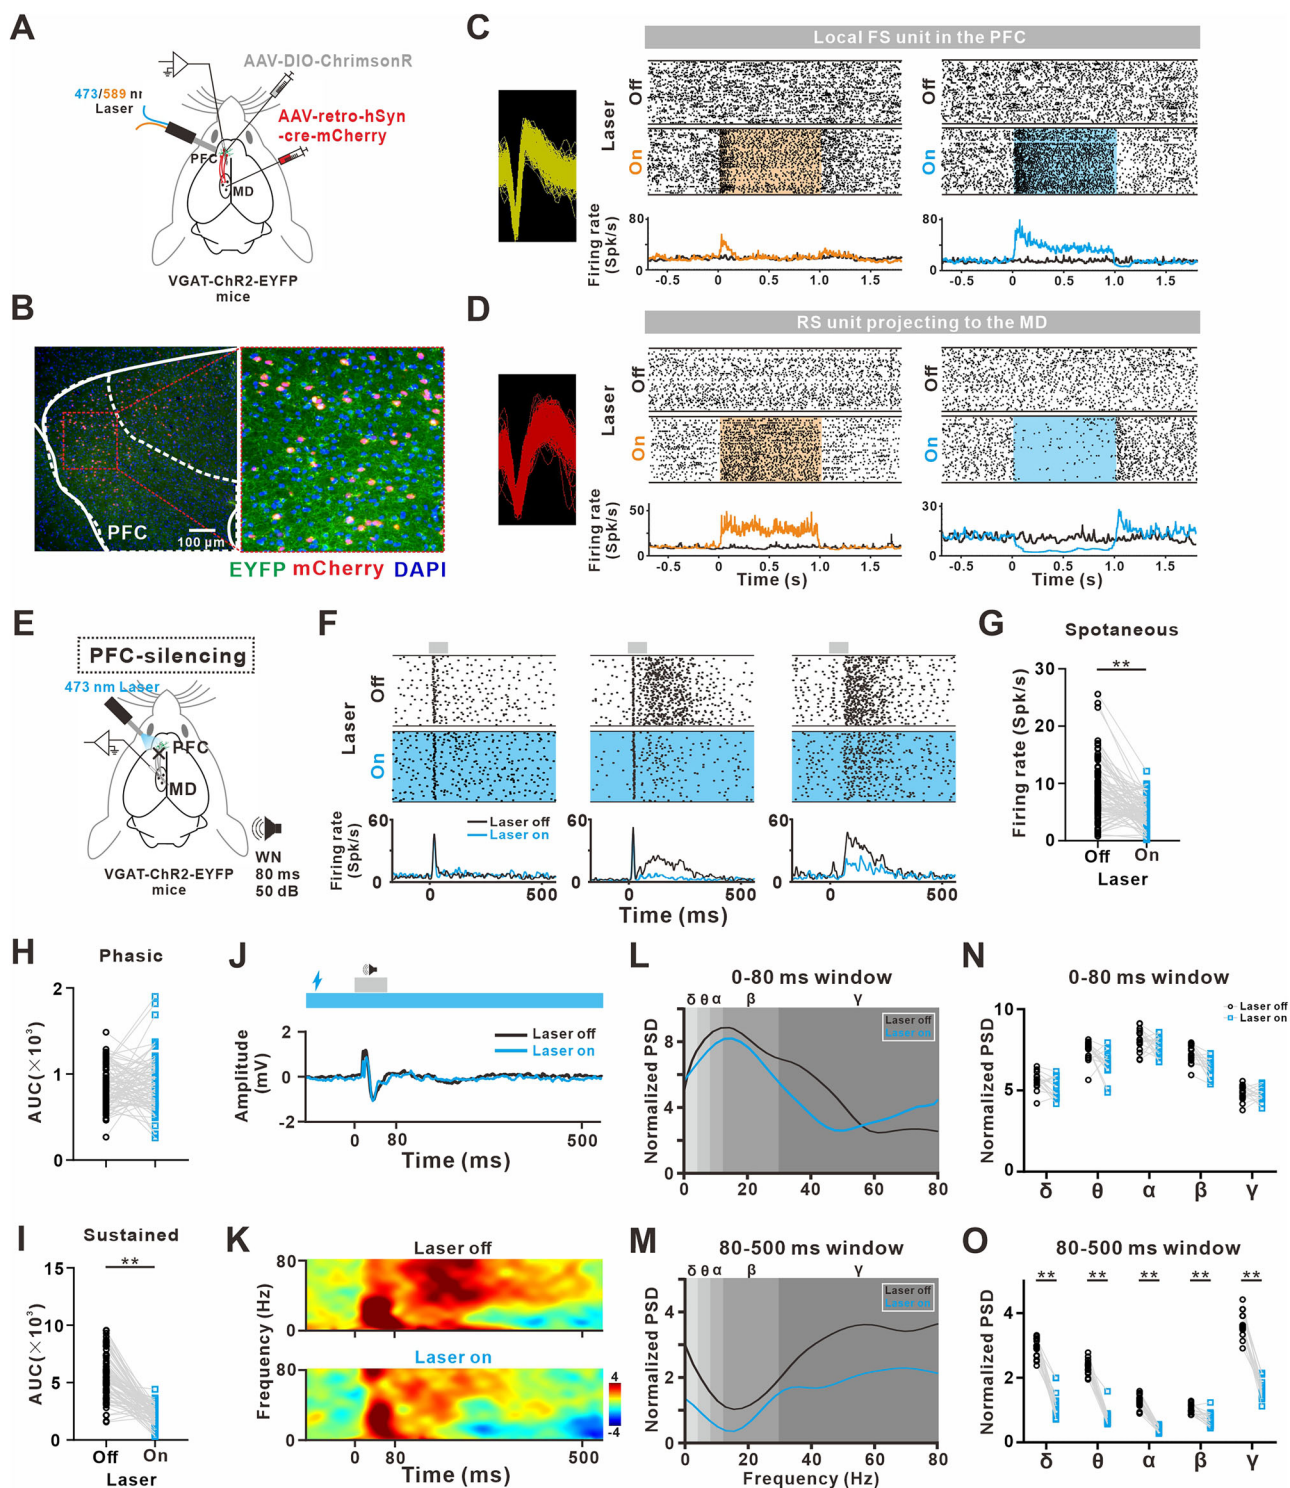 A
AAV-DIO-ChrimsonR
473/589 nr
Laser
AAV-retro-hSyn
-cre-mCherry
PFC
MD
VGAT-ChR2-EYFP
mice
B
PFC
100 µm
EYFP mCherry DAPI
C
Local FS unit in the PFC
Laser
Off
On
Off
On
Firing rate
(Spk/s)
80
0
-0.5 0 0.5 1.0 1.5
80
0
-0.5 0 0.5 1.0 1.5
D
RS unit projecting to the MD
Laser
Off
On
Off
On
Firing rate
(Spk/s)
50
0
-0.5 0 0.5 1.0 1.5
Time (s)
30
0
-0.5 0 0.5 1.0 1.5
Time (s)
E
PFC-silencing
473 nm Laser
PFC
MD
VGAT-ChR2-EYFP
mice
WN
80 ms
50 dB
F
Laser
Off
On
Firing rate
(Spk/s)
60
0
Laser off
Laser on
60
0
60
0
0 500
0 500
0 500
Time (ms)
G
Spotaneous
**
Firing rate (Spk/s)
30
20
10
0
Off On
Laser
H
Phasic
AUC(×10³)
2
1
0
I
Sustained
**
AUC(×10³)
15
10
5
0
Off On
Laser
J
Laser off
Laser on
Amplitude
(mV)
2
0
-2
0 80 500
Time (ms)
K
Laser off
80
0
0 80 500
Laser on
80
0
Frequency (Hz)
4
-4
0 80 500
Time (ms)
L
0-80 ms window
δ θ α β γ
Laser off
Laser on
Normalized PSD
8
4
0
0 20 40 60 80
M
80-500 ms window
δ θ α β γ
Laser off
Laser on
Normalized PSD
4
2
0
0 20 40 60 80
Frequency (Hz)
N
0-80 ms window
Laser off
Laser on
Normalized PSD
10
5
0
δ θ α β γ
O
80-500 ms window
** ** ** ** **
Normalized PSD
4
2
0
δ θ α β γ